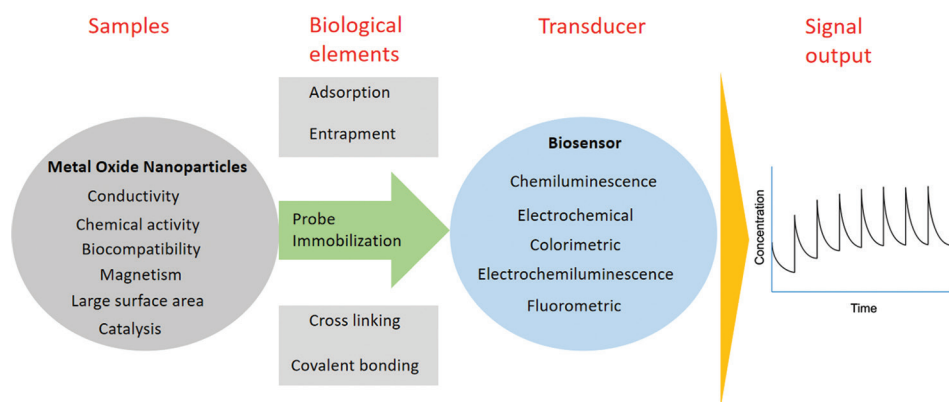 Samples
Biological
elements
Transducer
Signal
output
Metal Oxide Nanoparticles
Conductivity
Chemical activity
Biocompatibility
Magnetism
Large surface area
Catalysis
Adsorption
Entrapment
Probe
Immobilization
Cross linking
Covalent bonding
Biosensor
Chemiluminescence
Electrochemical
Colorimetric
Electrochemiluminescence
Fluorometric
Concentration
Time